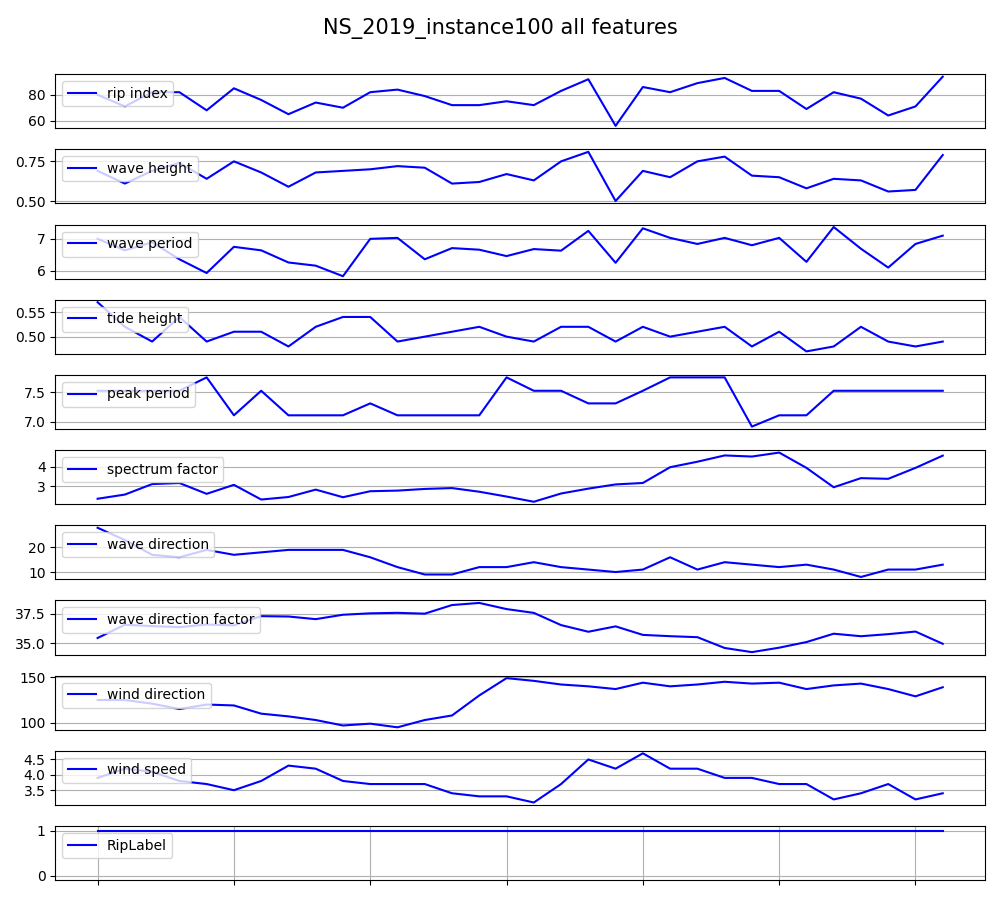 NS_2019_instance100 all features
80
60
rip index
0.75
0.50
wave height
7
6
wave period
0.55
0.50
tide height
7.5
7.0
peak period
4
3
spectrum factor
20
10
wave direction
37.5
35.0
wave direction factor
150
100
wind direction
4.5
4.0
3.5
wind speed
1
0
RipLabel